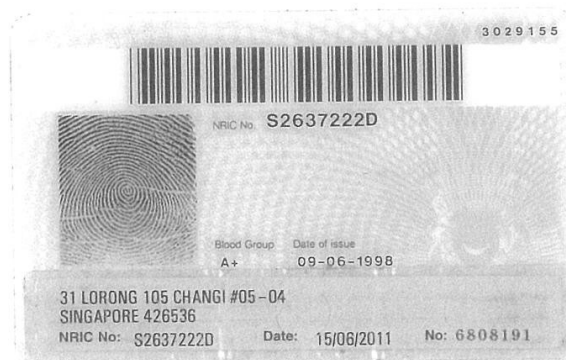 3029155
NRIC No. S2637222D
Blood Group Date of issue
A+ 09-06-1998
31 LORONG 105 CHANGI #05-04
SINGAPORE 426536
NRIC No: S2637222D Date: 15/06/2011 No: 6808191